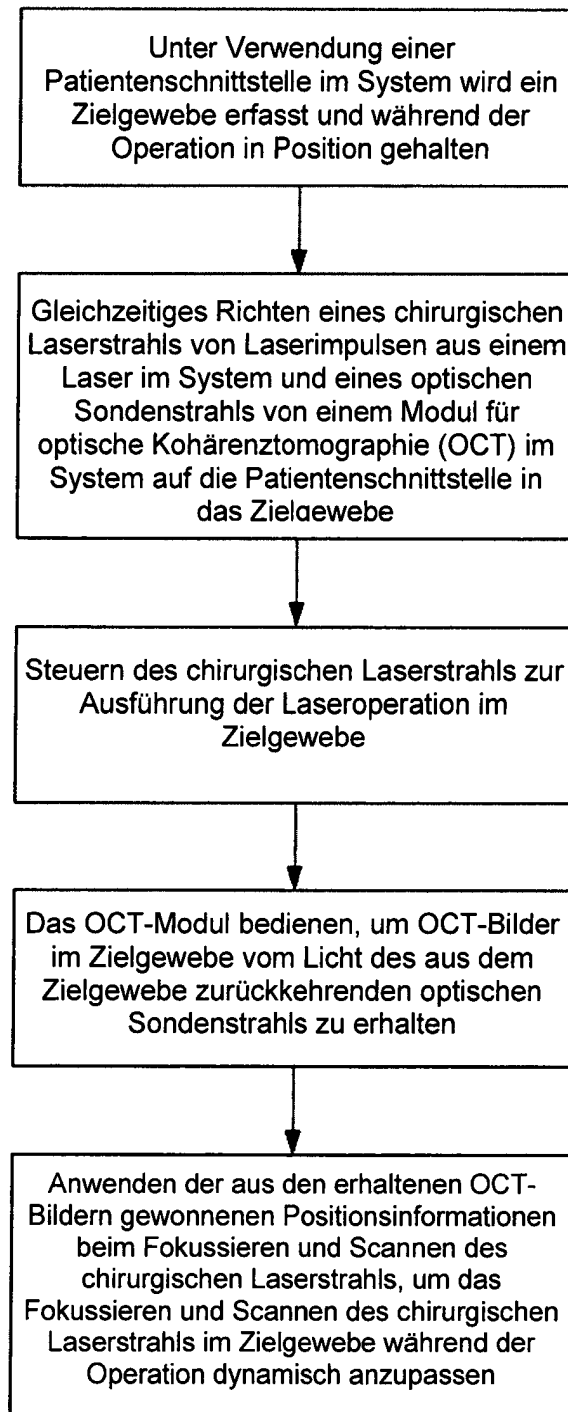 Unter Verwendung einer
Patientenschnittstelle im System wird ein
Zielgewebe erfasst und während der
Operation in Position gehalten
Gleichzeitiges Richten eines chirurgischen
Laserstrahls von Laserimpulsen aus einem
Laser im System und eines optischen
Sondenstrahls von einem Modul für
optische Kohärenztomographie (OCT) im
System auf die Patientenschnittstelle in
das Zielgewebe
Steuern des chirurgischen Laserstrahls zur
Ausführung der Laseroperation im
Zielgewebe
Das OCT-Modul bedienen, um OCT-Bilder
im Zielgewebe vom Licht des aus dem
Zielgewebe zurückkehrenden optischen
Sondenstrahls zu erhalten
Anwenden der aus den erhaltenen OCT-
Bildern gewonnenen Positionsinformationen
beim Fokussieren und Scannen des
chirurgischen Laserstrahls, um das
Fokussieren und Scannen des chirurgischen
Laserstrahls im Zielgewebe während der
Operation dynamisch anzupassen